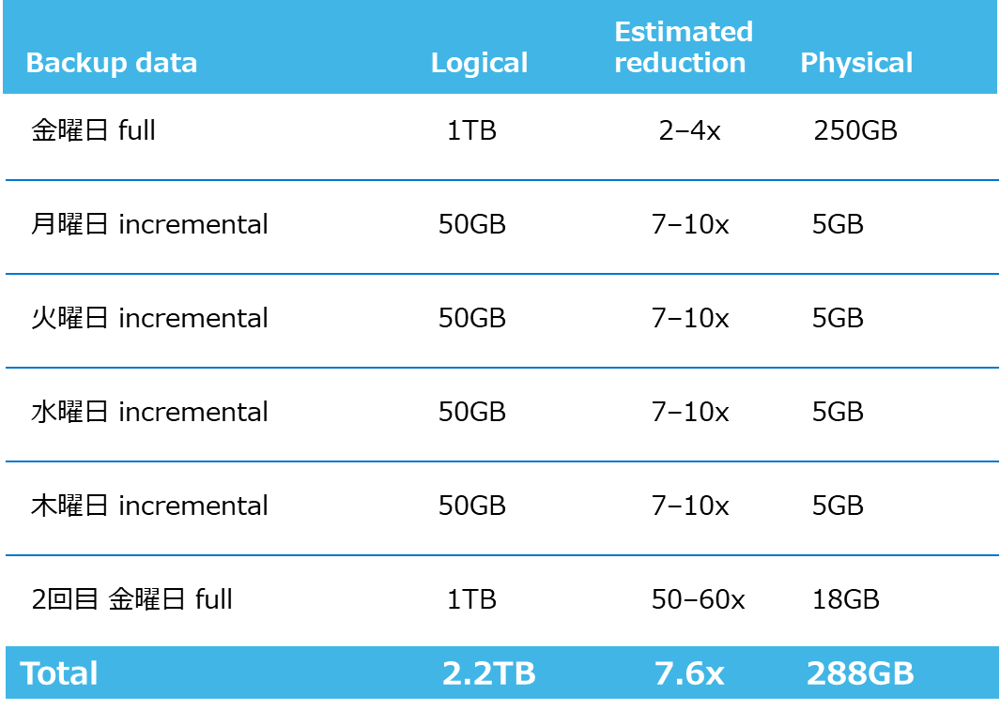 Backup data Logical Estimated reduction Physical
金曜日 full 1TB 2–4x 250GB
月曜日 incremental 50GB 7–10x 5GB
火曜日 incremental 50GB 7–10x 5GB
水曜日 incremental 50GB 7–10x 5GB
木曜日 incremental 50GB 7–10x 5GB
2回目 金曜日 full 1TB 50–60x 18GB
Total 2.2TB 7.6x 288GB